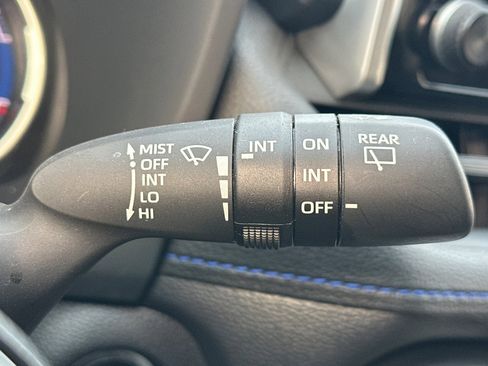 MIST
OFF
INT
LO
HI
INT
ON
INT
OFF
REAR